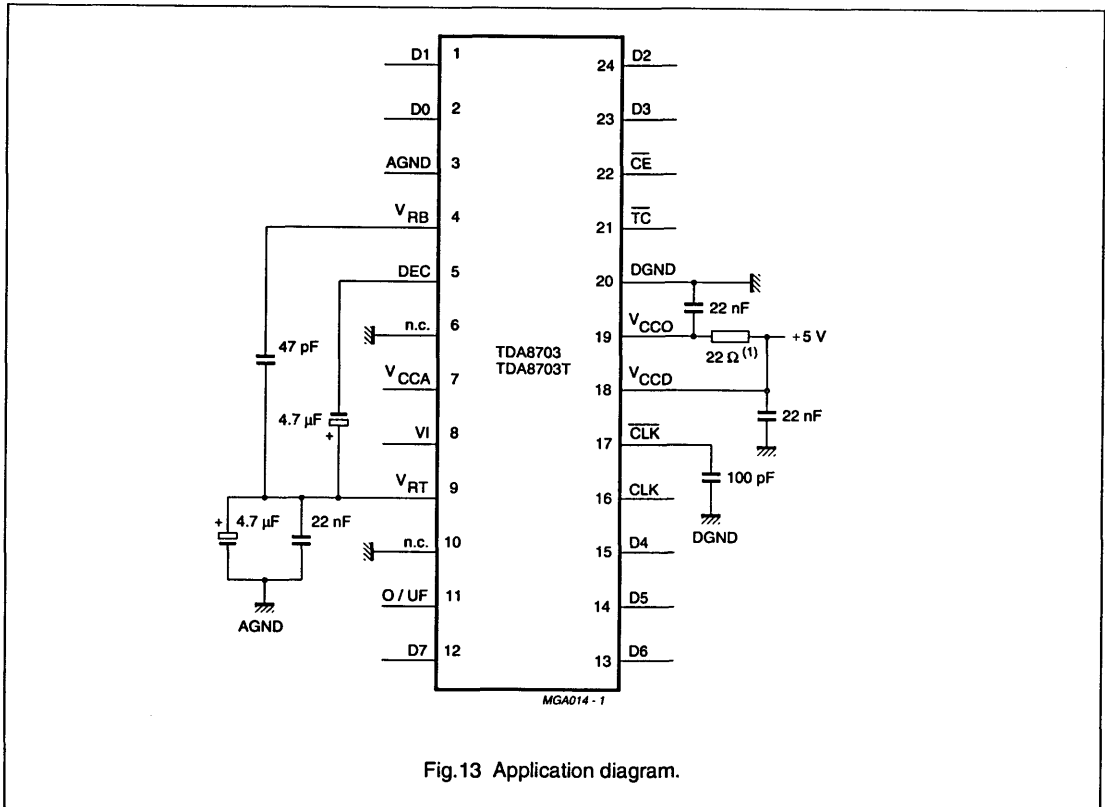 D1 1
D0 2
AGND 3
V RB 4
DEC 5
n.c. 6
V CCA 7
VI 8
V RT 9
n.c. 10
O / UF 11
D7 12
47 pF
4.7 µF
+
+ 4.7 µF
22 nF
AGND
TDA8703
TDA8703T
24 D2
23 D3
22 C̅E̅
21 T̅C̅
20 DGND
22 nF
19 V CCO
22 Ω (1)
+5 V
18 V CCD
22 nF
17 C̅L̅K̅
100 pF
16 CLK
DGND
15 D4
14 D5
13 D6
MGA014 - 1
Fig.13 Application diagram.